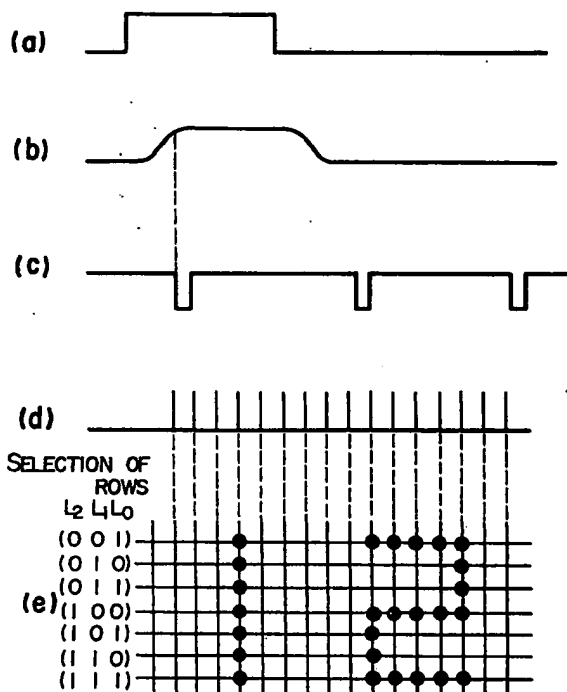 (a)
(b)
(c)
(d)
SELECTION OF
ROWS
L2 L1 L0
(0 0 1)
(0 1 0)
(0 1 1)
(e) (1 0 0)
(1 0 1)
(1 1 0)
(1 1 1)